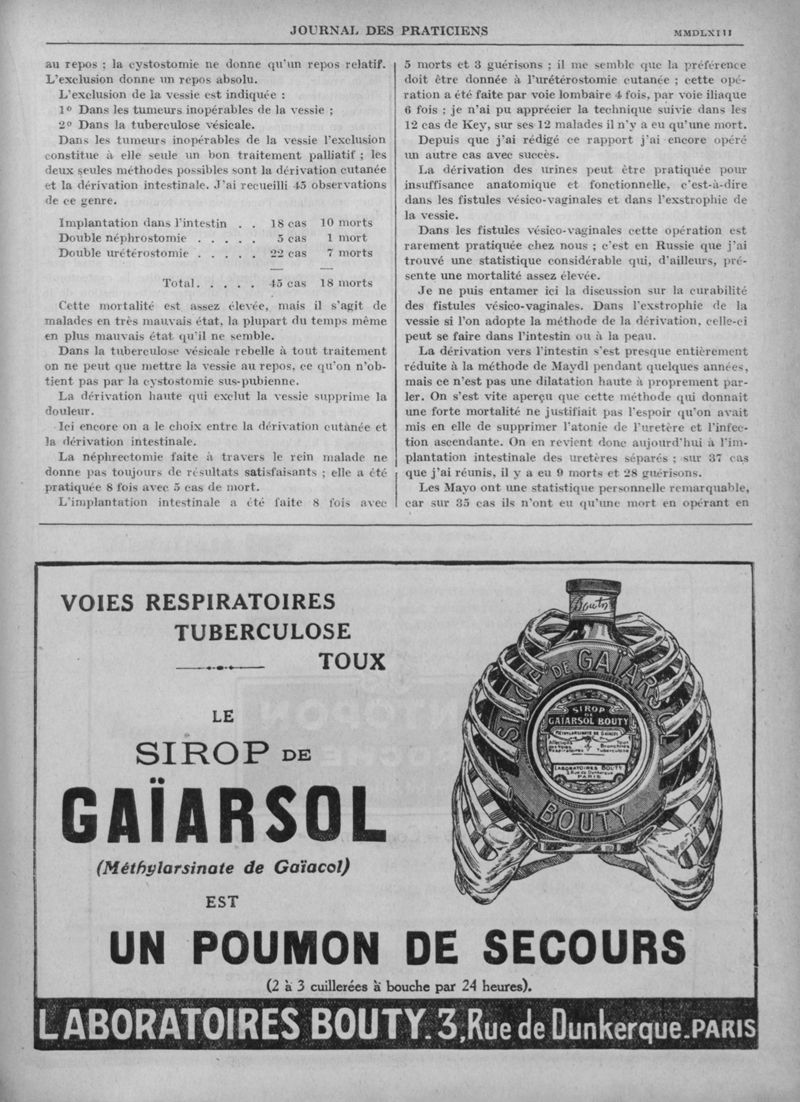 JOURNAL DES PRATICIENS
MMDLXIII
au repos ; la cystostomie ne donne qu'un repos relatif.
L'exclusion donne un repos absolu.
L'exclusion de la vessie est indiquée :
1º Dans les tumeurs inopérables de la vessie ;
2º Dans la tuberculose vésicale.
Dans les tumeurs inopérables de la vessie l'exclusion
constitue à elle seule un bon traitement palliatif ; les
deux seules méthodes possibles sont la dérivation cutanée
et la dérivation intestinale. J'ai recueilli 45 observations
de ce genre.
Implantation dans l'intestin . . 18 cas 10 morts
Double néphrostomie . . . . . 5 cas 1 mort
Double urétérostomie . . . . . 22 cas 7 morts
Total. . . . . 45 cas 18 morts
Cette mortalité est assez élevée, mais il s'agit de
malades en très mauvais état, la plupart du temps même
en plus mauvais état qu'il ne semble.
Dans la tuberculose vésicale rebelle à tout traitement
on ne peut que mettre la vessie au repos, ce qu'on n'ob-
tient pas par la cystostomie sus-pubienne.
La dérivation haute qui exclut la vessie supprime la
douleur.
Ici encore on a le choix entre la dérivation cutanée et
la dérivation intestinale.
La néphrectomie faite à travers le rein malade ne
donne pas toujours de résultats satisfaisants ; elle a été
pratiquée 8 fois avec 5 cas de mort.
L'implantation intestinale a été faite 8 fois avec
5 morts et 3 guérisons ; il me semble que la préférence
doit être donnée à l'urétérostomie cutanée ; cette opé-
ration a été faite par voie lombaire 4 fois, par voie iliaque
6 fois ; je n'ai pu apprécier la technique suivie dans les
12 cas de Key, sur ses 12 malades il n'y a eu qu'une mort.
Depuis que j'ai rédigé ce rapport j'ai encore opéré
un autre cas avec succès.
La dérivation des urines peut être pratiquée pour
insuffisance anatomique et fonctionnelle, c'est-à-dire
dans les fistules vésico-vaginales et dans l'exstrophie de
la vessie.
Dans les fistules vésico-vaginales cette opération est
rarement pratiquée chez nous ; c'est en Russie que j'ai
trouvé une statistique considérable qui, d'ailleurs, pré-
sente une mortalité assez élevée.
Je ne puis entamer ici la discussion sur la curabilité
des fistules vésico-vaginales. Dans l'exstrophie de la
vessie si l'on adopte la méthode de la dérivation, celle-ci
peut se faire dans l'intestin ou à la peau.
La dérivation vers l'intestin s'est presque entièrement
réduite à la méthode de Maydl pendant quelques années,
mais ce n'est pas une dilatation haute à proprement par-
ler. On s'est vite aperçu que cette méthode qui donnait
une forte mortalité ne justifiait pas l'espoir qu'on avait
mis en elle de supprimer l'atonie de l'uretère et l'infec-
tion ascendante. On en revient donc aujourd'hui à l'im-
plantation intestinale des uretères séparés ; sur 37 cas
que j'ai réunis, il y a eu 9 morts et 28 guérisons.
Les Mayo ont une statistique personnelle remarquable,
car sur 35 cas ils n'ont eu qu'une mort en opérant en
VOIES RESPIRATOIRES
TUBERCULOSE
TOUX
LE
SIROP DE
GAÏARSOL
(Méthylarsinate de Gaïacol)
EST
UN POUMON DE SECOURS
(2 à 3 cuillerées à bouche par 24 heures).
LABORATOIRES BOUTY. 3, Rue de Dunkerque. PARIS
Bouty
SIROP DE GAÏARSOL
BOUTY
SIROP
DE
GAÏARSOL BOUTY
MÉTHYLARSINATE DE GAÏACOL
LABORATOIRES BOUTY
3 Rue de Dunkerque
PARIS